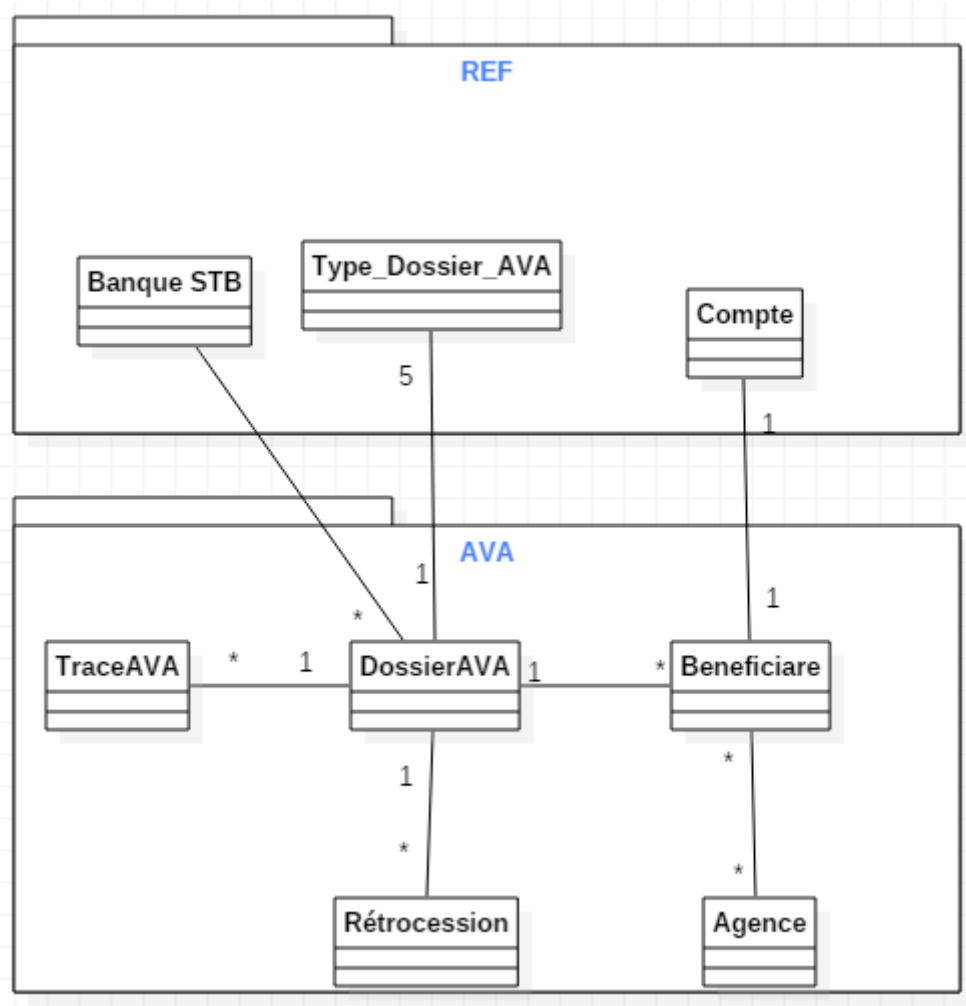 REF
Banque STB
Type_Dossier_AVA
Compte
5
1
AVA
1
1
*
TraceAVA
*
1
DossierAVA
1
*
Beneficiare
1
*
*
*
Rétrocession
Agence